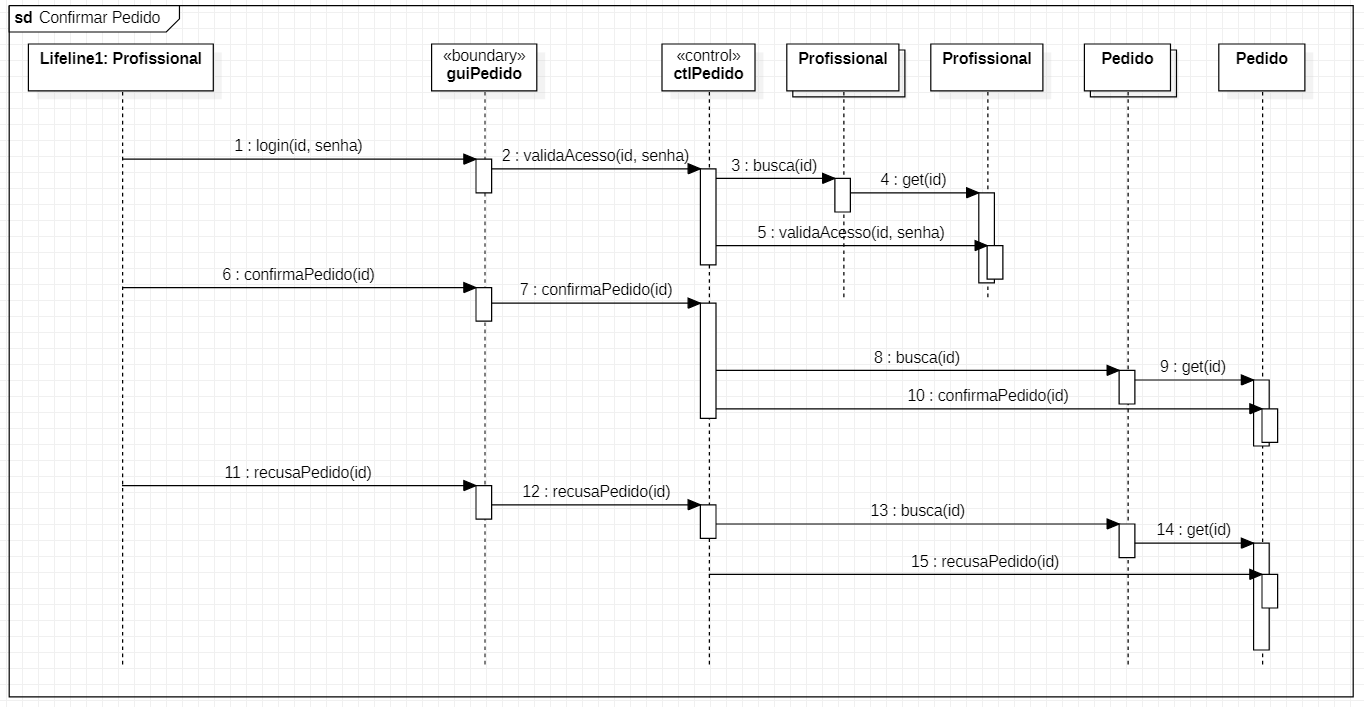 sd Confirmar Pedido
Lifeline1: Profissional
«boundary»
guiPedido
«control»
ctlPedido
Profissional
Profissional
Pedido
Pedido
1 : login(id, senha)
2 : validaAcesso(id, senha)
3 : busca(id)
4 : get(id)
5 : validaAcesso(id, senha)
6 : confirmaPedido(id)
7 : confirmaPedido(id)
8 : busca(id)
9 : get(id)
10 : confirmaPedido(id)
11 : recusaPedido(id)
12 : recusaPedido(id)
13 : busca(id)
14 : get(id)
15 : recusaPedido(id)